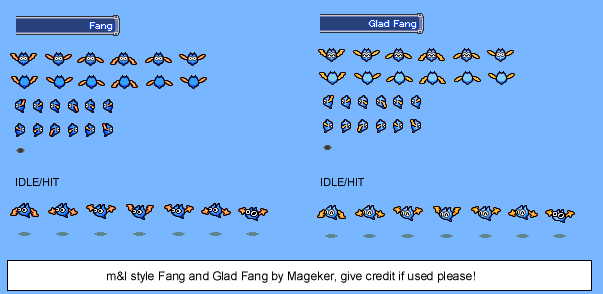 Fang
Glad Fang
IDLE/HIT
IDLE/HIT
m&l style Fang and Glad Fang by Mageker, give credit if used please!